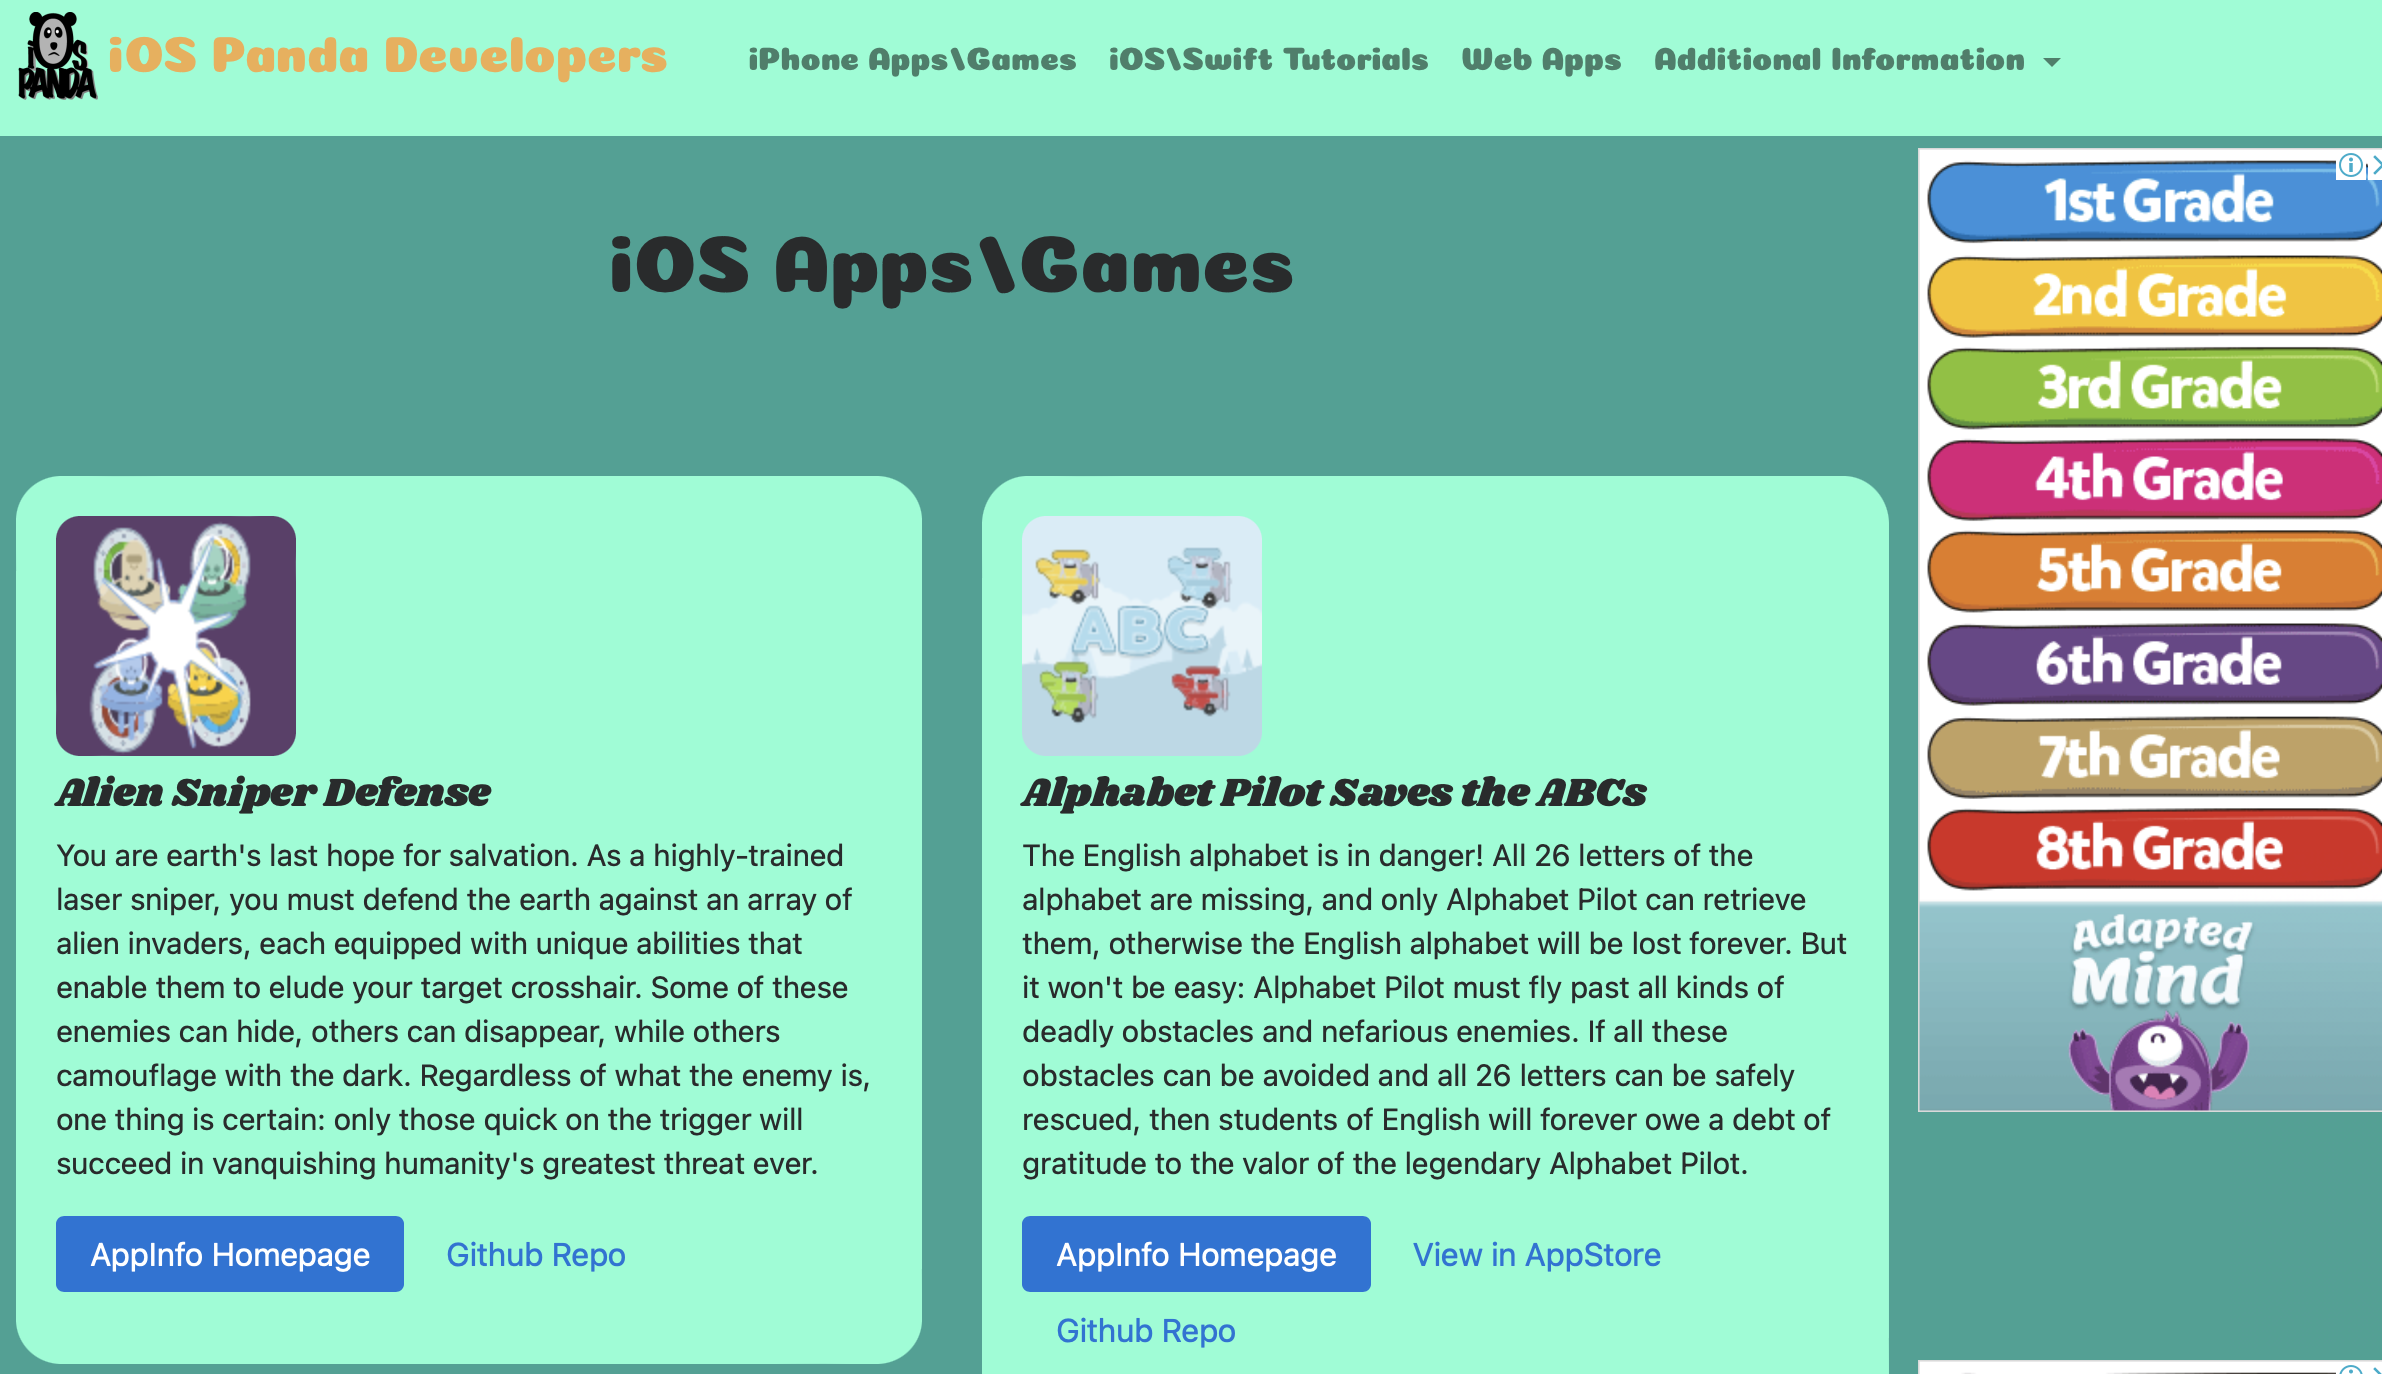 iOS PANDA
iOS Panda Developers
iPhone Apps\Games iOS\Swift Tutorials Web Apps Additional Information
iOS Apps\Games
Alien Sniper Defense
You are earth's last hope for salvation. As a highly-trained
laser sniper, you must defend the earth against an array of
alien invaders, each equipped with unique abilities that
enable them to elude your target crosshair. Some of these
enemies can hide, others can disappear, while others
camouflage with the dark. Regardless of what the enemy is,
one thing is certain: only those quick on the trigger will
succeed in vanquishing humanity's greatest threat ever.
AppInfo Homepage Github Repo
ABC
Alphabet Pilot Saves the ABCs
The English alphabet is in danger! All 26 letters of the
alphabet are missing, and only Alphabet Pilot can retrieve
them, otherwise the English alphabet will be lost forever. But
it won't be easy: Alphabet Pilot must fly past all kinds of
deadly obstacles and nefarious enemies. If all these
obstacles can be avoided and all 26 letters can be safely
rescued, then students of English will forever owe a debt of
gratitude to the valor of the legendary Alphabet Pilot.
AppInfo Homepage View in AppStore
Github Repo
1st Grade
2nd Grade
3rd Grade
4th Grade
5th Grade
6th Grade
7th Grade
8th Grade
Adapted
Mind